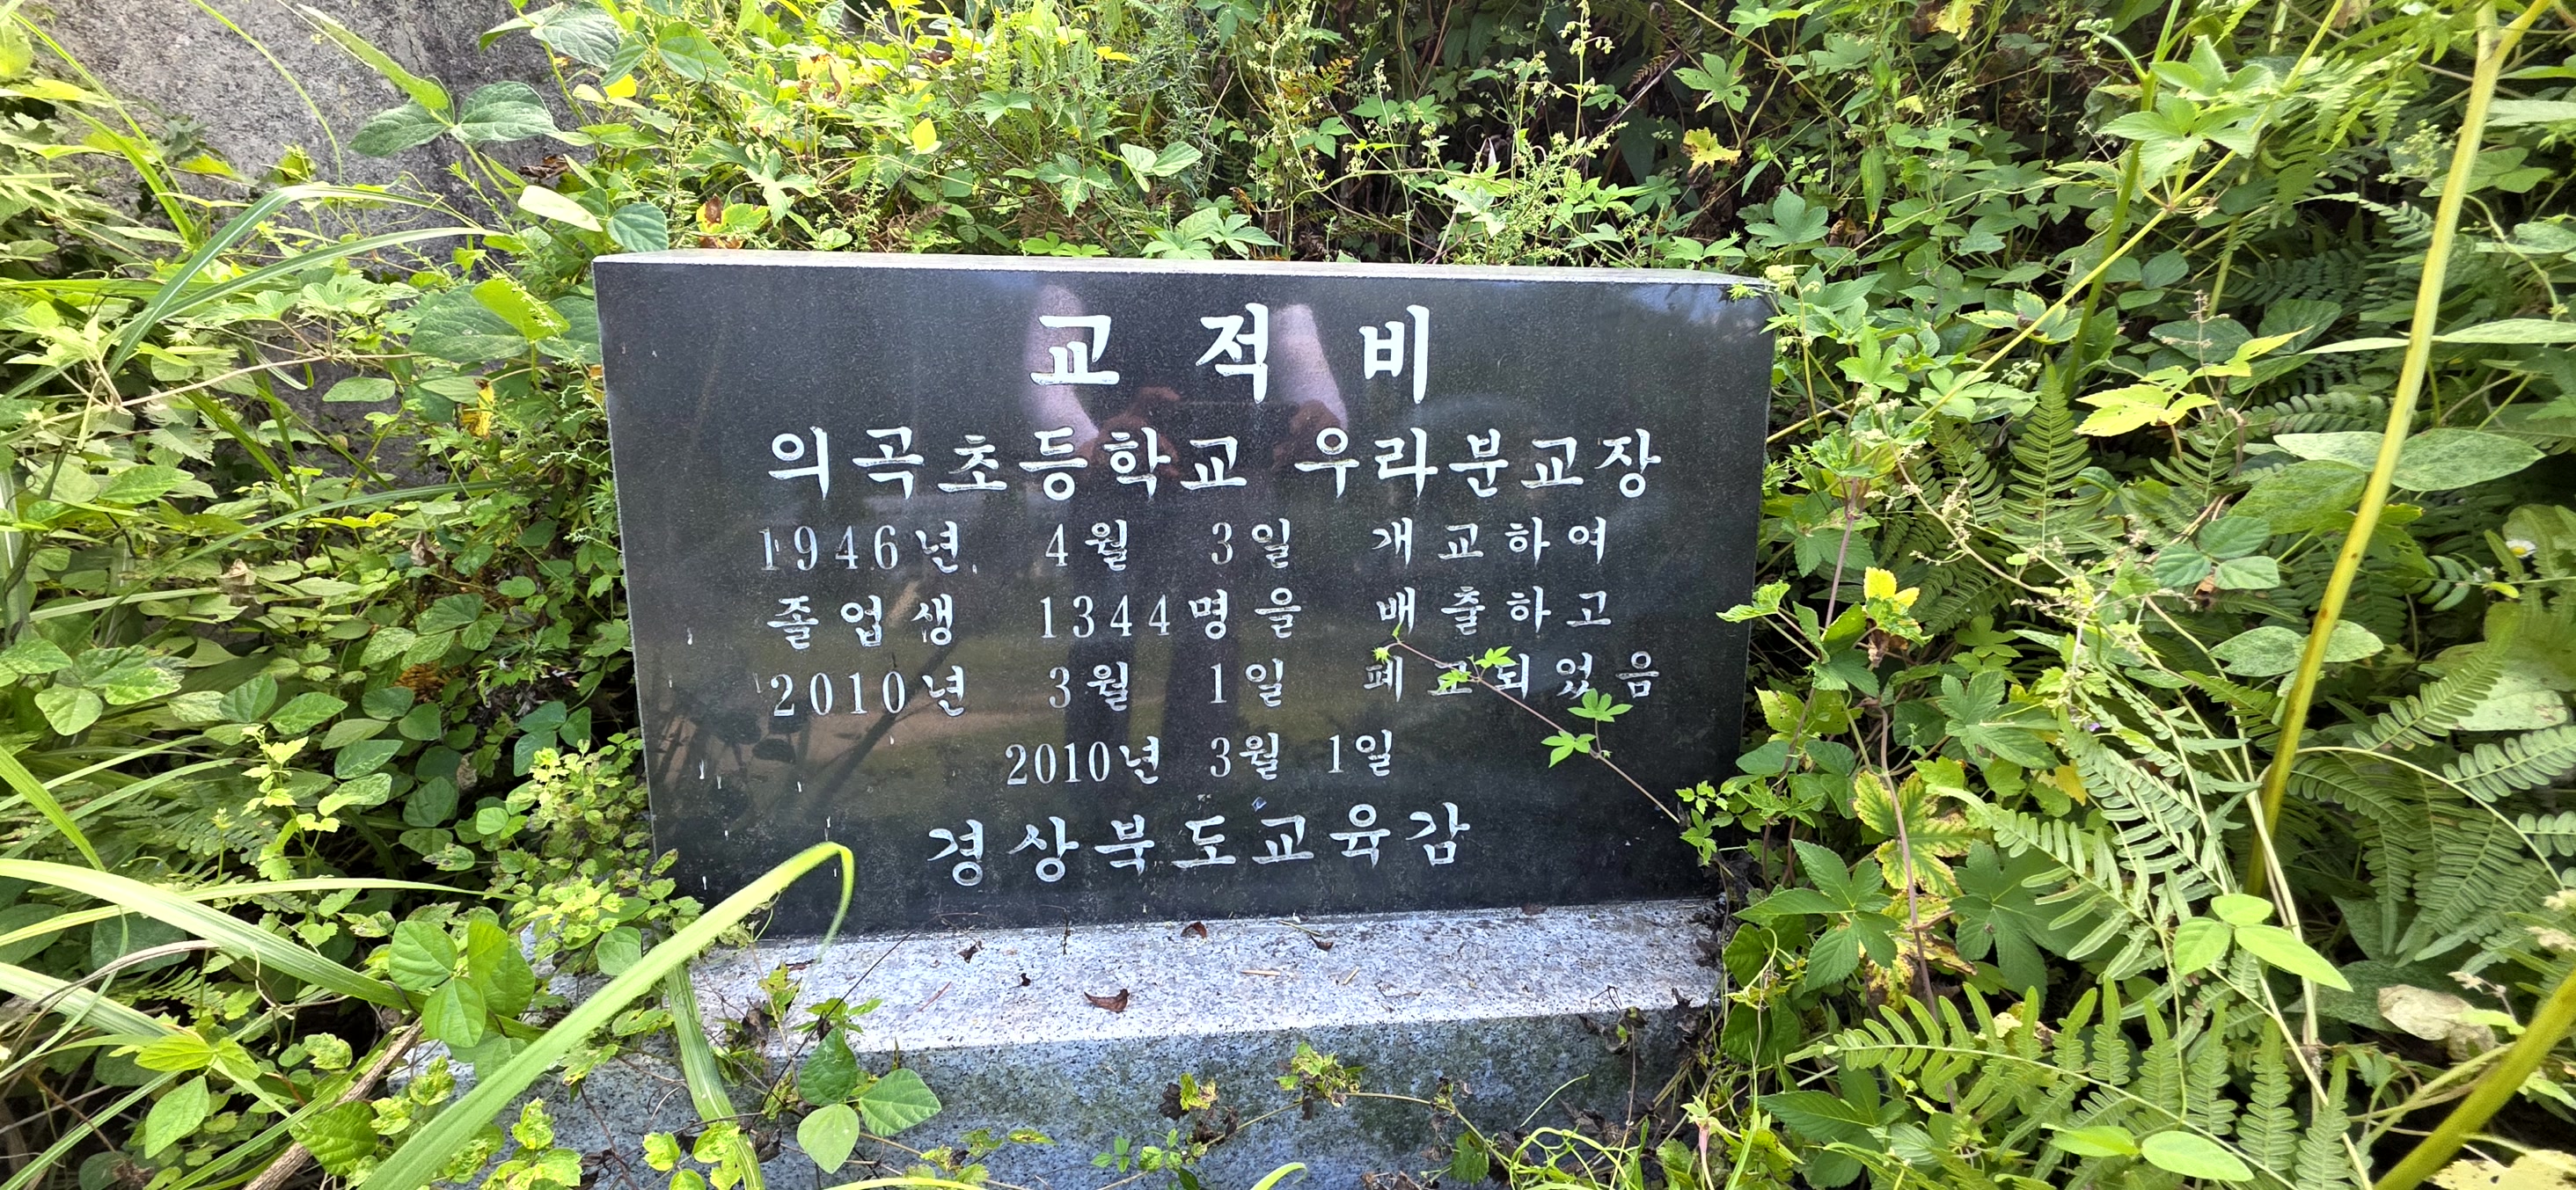 교 적 비
의곡초등학교 우라분교장
1946년 4월 3일 개교하여
졸업생 1344명을 배출하고
2010년 3월 1일 폐교되었음
2010년 3월 1일
경상북도교육감